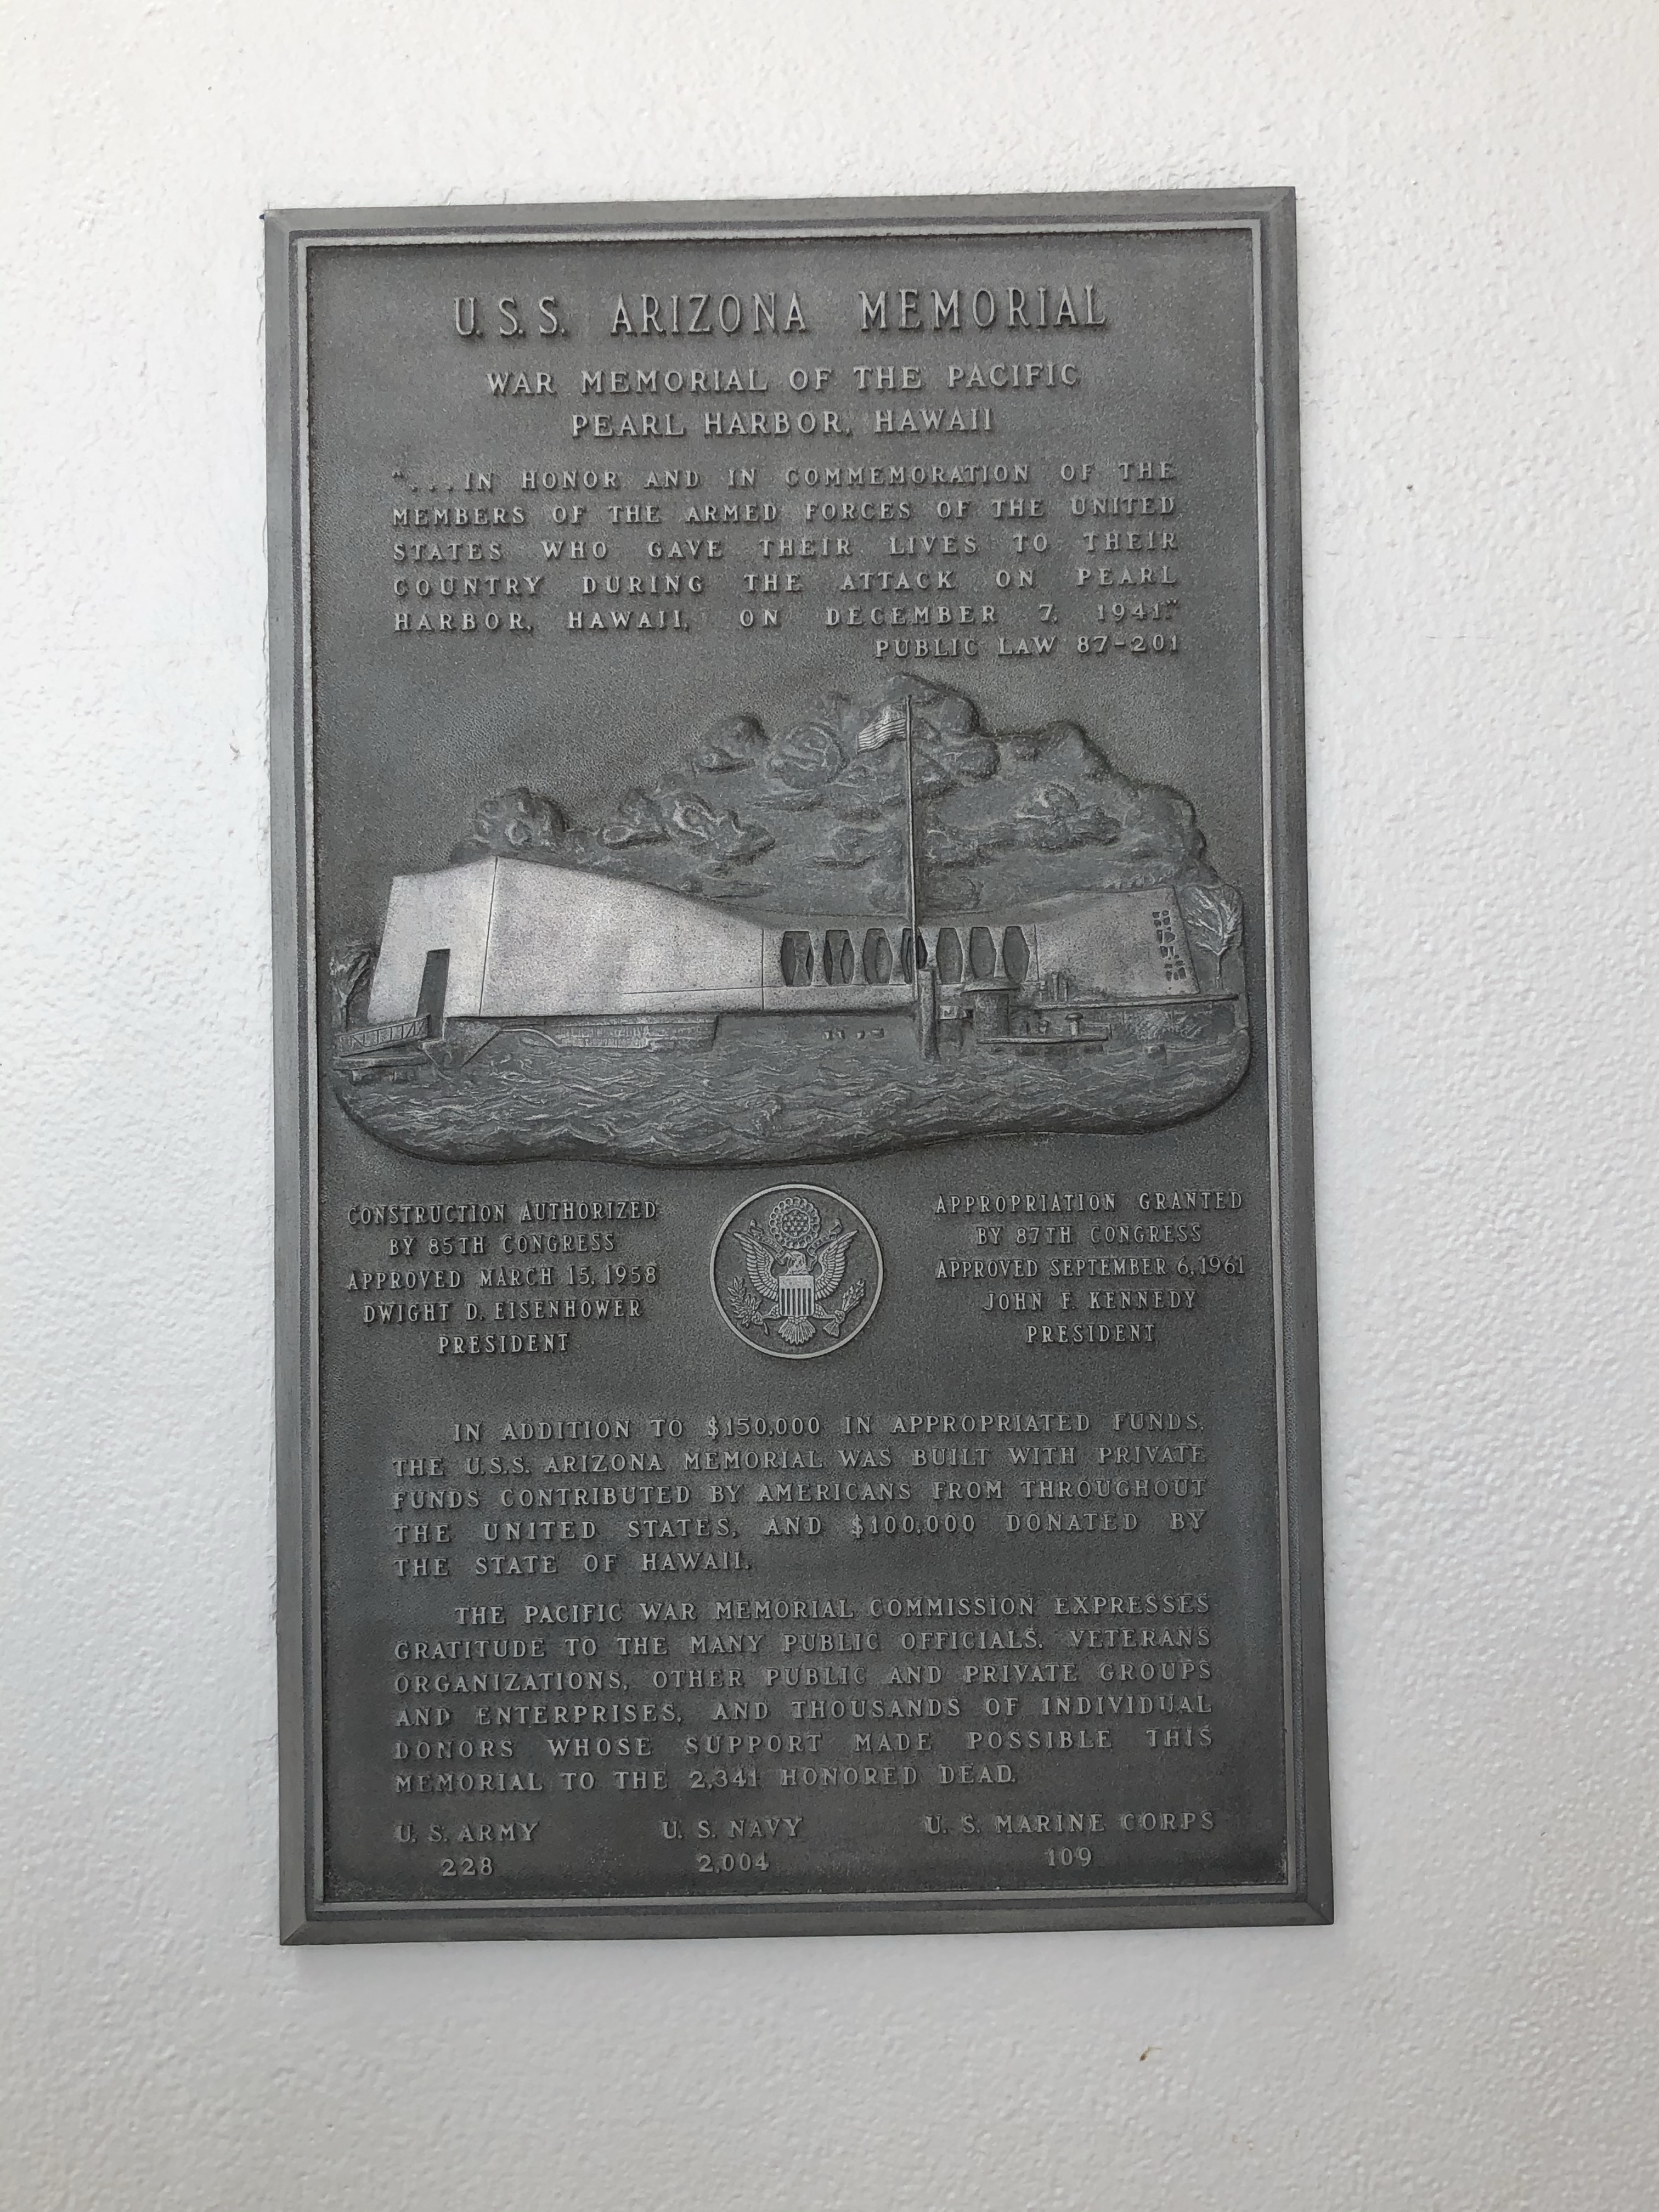 U.S.S. ARIZONA MEMORIAL
WAR MEMORIAL OF THE PACIFIC
PEARL HARBOR, HAWAII
"...IN HONOR AND IN COMMEMORATION OF THE
MEMBERS OF THE ARMED FORCES OF THE UNITED
STATES WHO GAVE THEIR LIVES TO THEIR
COUNTRY DURING THE ATTACK ON PEARL
HARBOR, HAWAII, ON DECEMBER 7, 1941."
PUBLIC LAW 87-201
CONSTRUCTION AUTHORIZED
BY 85TH CONGRESS
APPROVED MARCH 15, 1958
DWIGHT D. EISENHOWER
PRESIDENT
APPROPRIATION GRANTED
BY 87TH CONGRESS
APPROVED SEPTEMBER 6, 1961
JOHN F. KENNEDY
PRESIDENT
IN ADDITION TO $150,000 IN APPROPRIATED FUNDS,
THE U.S.S. ARIZONA MEMORIAL WAS BUILT WITH PRIVATE
FUNDS CONTRIBUTED BY AMERICANS FROM THROUGHOUT
THE UNITED STATES, AND $100,000 DONATED BY
THE STATE OF HAWAII.
THE PACIFIC WAR MEMORIAL COMMISSION EXPRESSES
GRATITUDE TO THE MANY PUBLIC OFFICIALS, VETERANS
ORGANIZATIONS, OTHER PUBLIC AND PRIVATE GROUPS
AND ENTERPRISES, AND THOUSANDS OF INDIVIDUAL
DONORS WHOSE SUPPORT MADE POSSIBLE THIS
MEMORIAL TO THE 2,341 HONORED DEAD.
U. S. ARMY U. S. NAVY U. S. MARINE CORPS
228 2,004 109